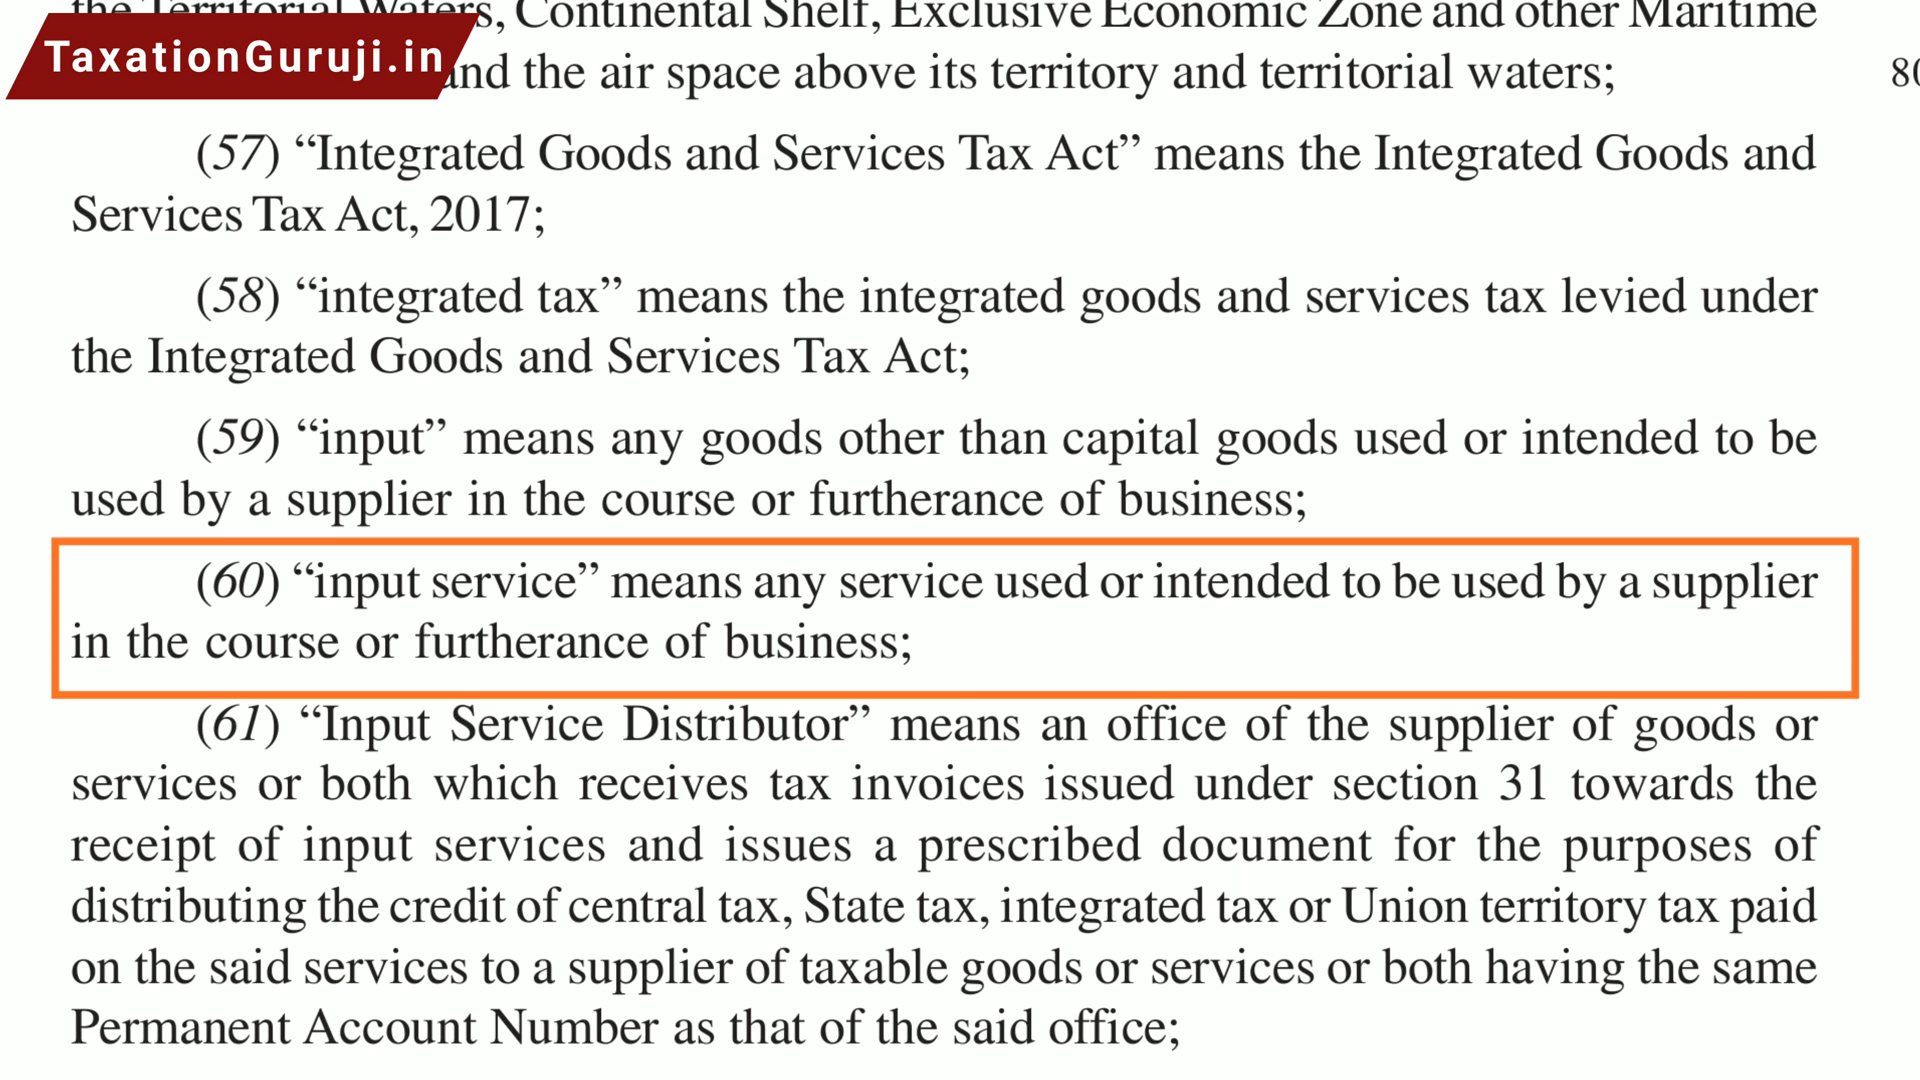 the Territorial Waters, Continental Shelf, Exclusive Economic Zone and other Maritime
TaxationGuruji.in
and the air space above its territory and territorial waters;
80
(57) “Integrated Goods and Services Tax Act” means the Integrated Goods and
Services Tax Act, 2017;
(58) “integrated tax” means the integrated goods and services tax levied under
the Integrated Goods and Services Tax Act;
(59) “input” means any goods other than capital goods used or intended to be
used by a supplier in the course or furtherance of business;
(60) “input service” means any service used or intended to be used by a supplier
in the course or furtherance of business;
(61) “Input Service Distributor” means an office of the supplier of goods or
services or both which receives tax invoices issued under section 31 towards the
receipt of input services and issues a prescribed document for the purposes of
distributing the credit of central tax, State tax, integrated tax or Union territory tax paid
on the said services to a supplier of taxable goods or services or both having the same
Permanent Account Number as that of the said office;